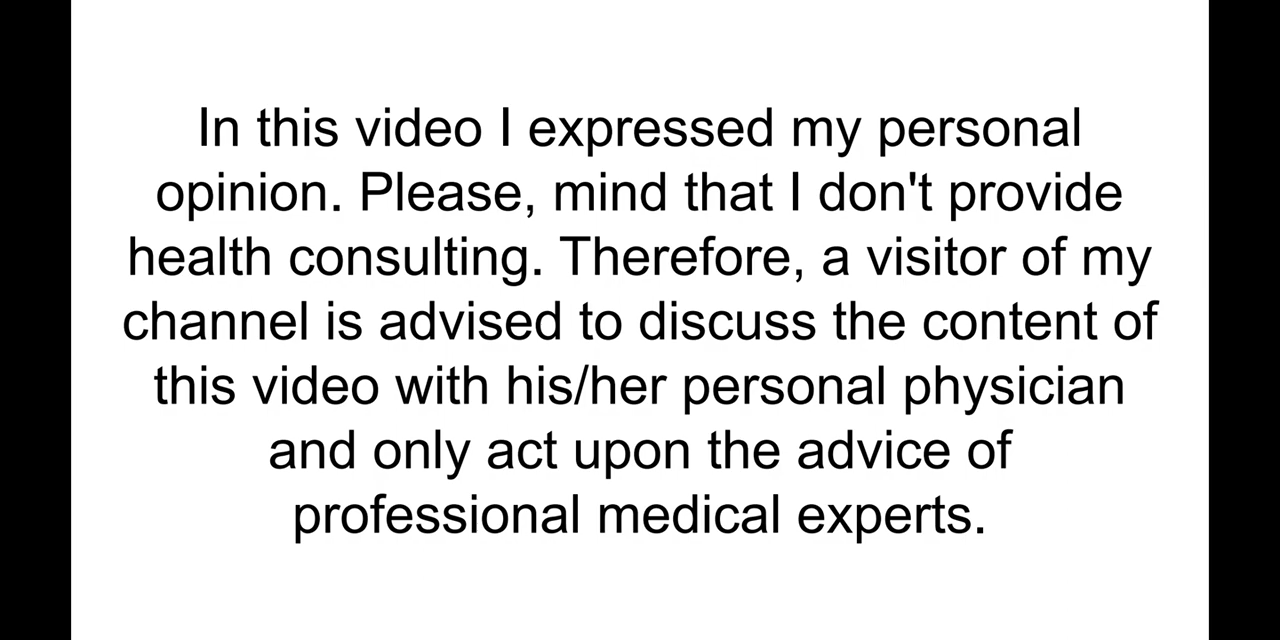 In this video I expressed my personal
opinion. Please, mind that I don't provide
health consulting. Therefore, a visitor of my
channel is advised to discuss the content of
this video with his/her personal physician
and only act upon the advice of
professional medical experts.